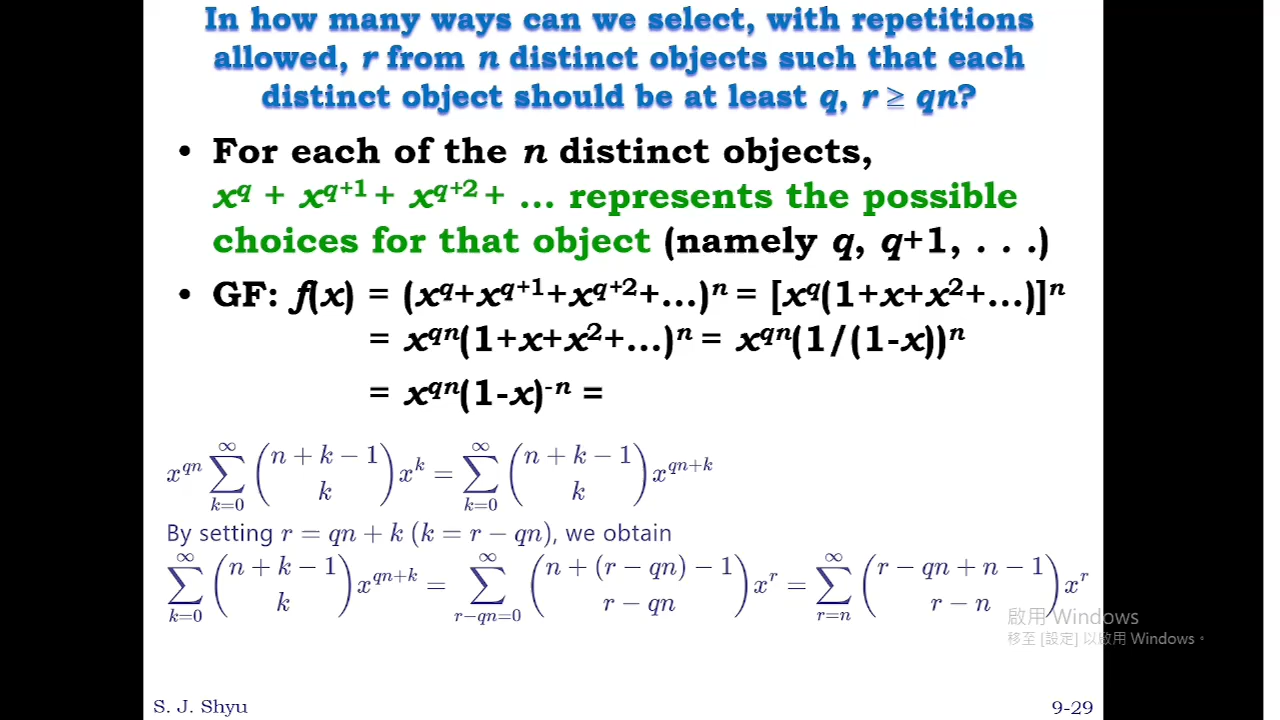 In how many ways can we select, with repetitions
allowed, r from n distinct objects such that each
distinct object should be at least q, r ≥ qn?
• For each of the n distinct objects,
x^q + x^{q+1} + x^{q+2} + … represents the possible
choices for that object (namely q, q+1, . . .)
• GF: f(x) = (x^q+x^{q+1}+x^{q+2}+…)^n = [x^q(1+x+x^2+…)]^n
= x^{qn}(1+x+x^2+…)^n = x^{qn}(1/(1-x))^n
= x^{qn}(1-x)^{-n} =
x^{qn} \sum_{k=0}^{∞} \binom{n+k-1}{k} x^k = \sum_{k=0}^{∞} \binom{n+k-1}{k} x^{qn+k}
By setting r = qn + k (k = r − qn), we obtain
\sum_{k=0}^{∞} \binom{n+k-1}{k} x^{qn+k} = \sum_{r-qn=0}^{∞} \binom{n+(r-qn)-1}{r-qn} x^r = \sum_{r=n}^{∞} \binom{r-qn+n-1}{r-n} x^r
啟用 Windows
移至 [設定] 以啟用 Windows。
S. J. Shyu
9-29